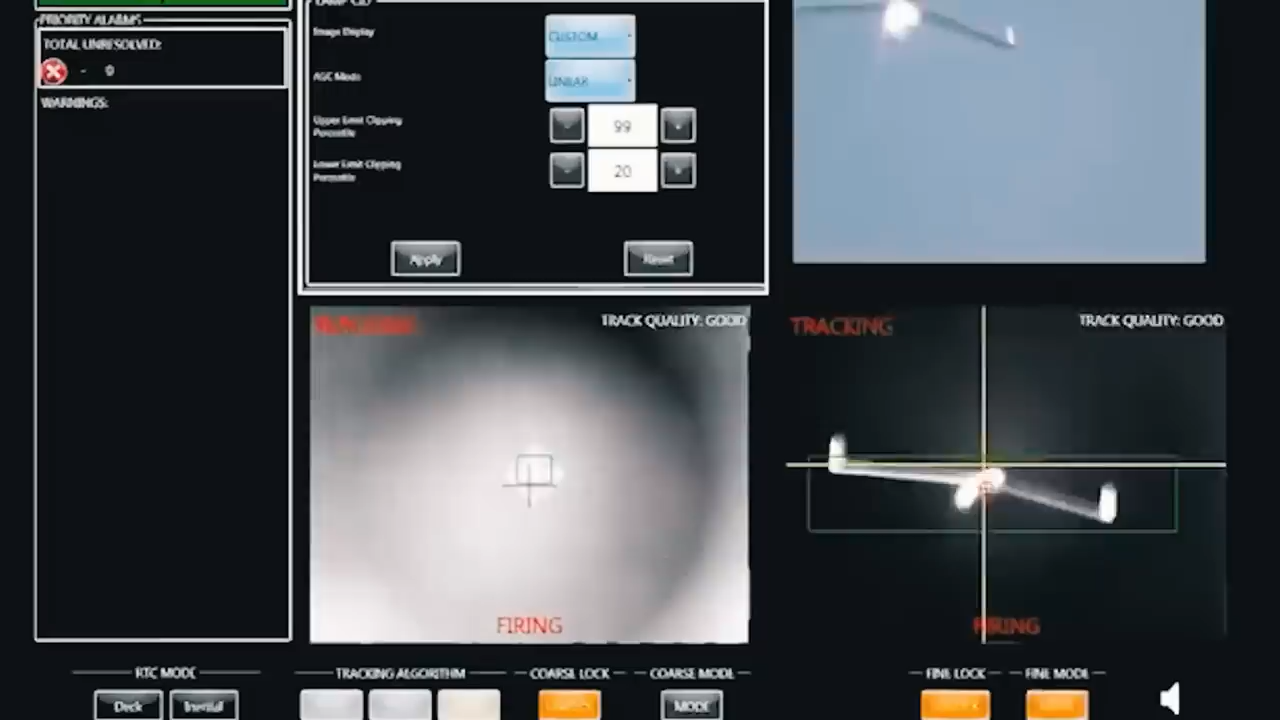 PRIORITY ALARMS
TOTAL UNRESOLVED:
- 9
WARNINGS:
Image Display
CUSTOM
AGC Mode
LINEAR
Upper Limit Clipping
Percentile
99
Lower Limit Clipping
Percentile
20
Apply
Reset
TRACKING
TRACK QUALITY: GOOD
FIRING
TRACKING
TRACK QUALITY: GOOD
FIRING
RTC MODE
Deck
Inertial
TRACKING ALGORITHM
COARSE LOCK
COARSE MODE
MODE
FINE LOCK
FINE MODE